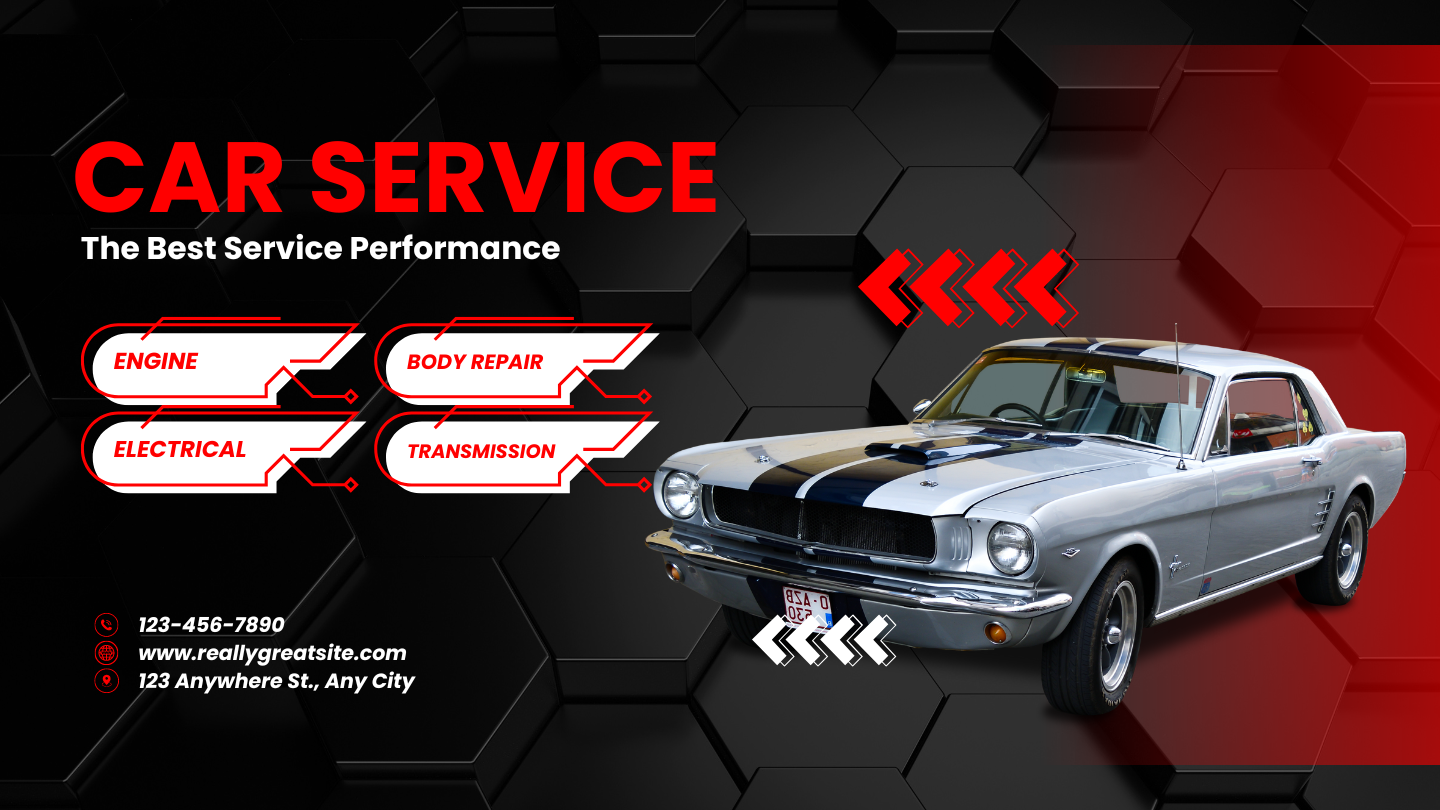 CAR SERVICE
The Best Service Performance
ENGINE
BODY REPAIR
ELECTRICAL
TRANSMISSION
123-456-7890
www.reallygreatsite.com
123 Anywhere St., Any City